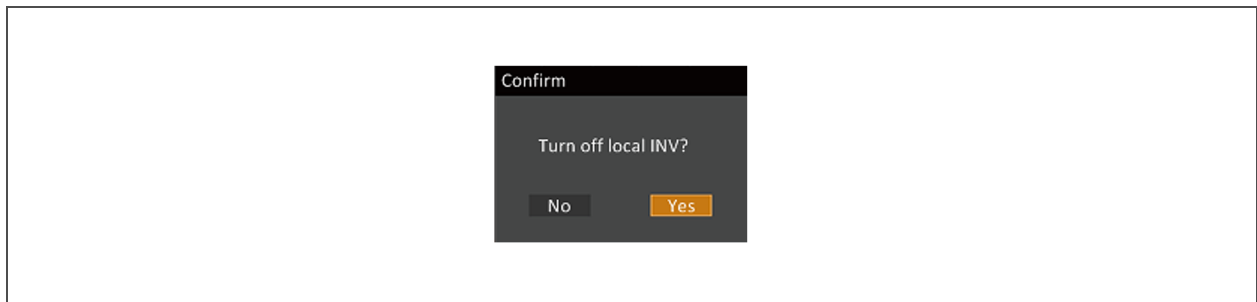 Confirm
Turn off local INV?
No Yes